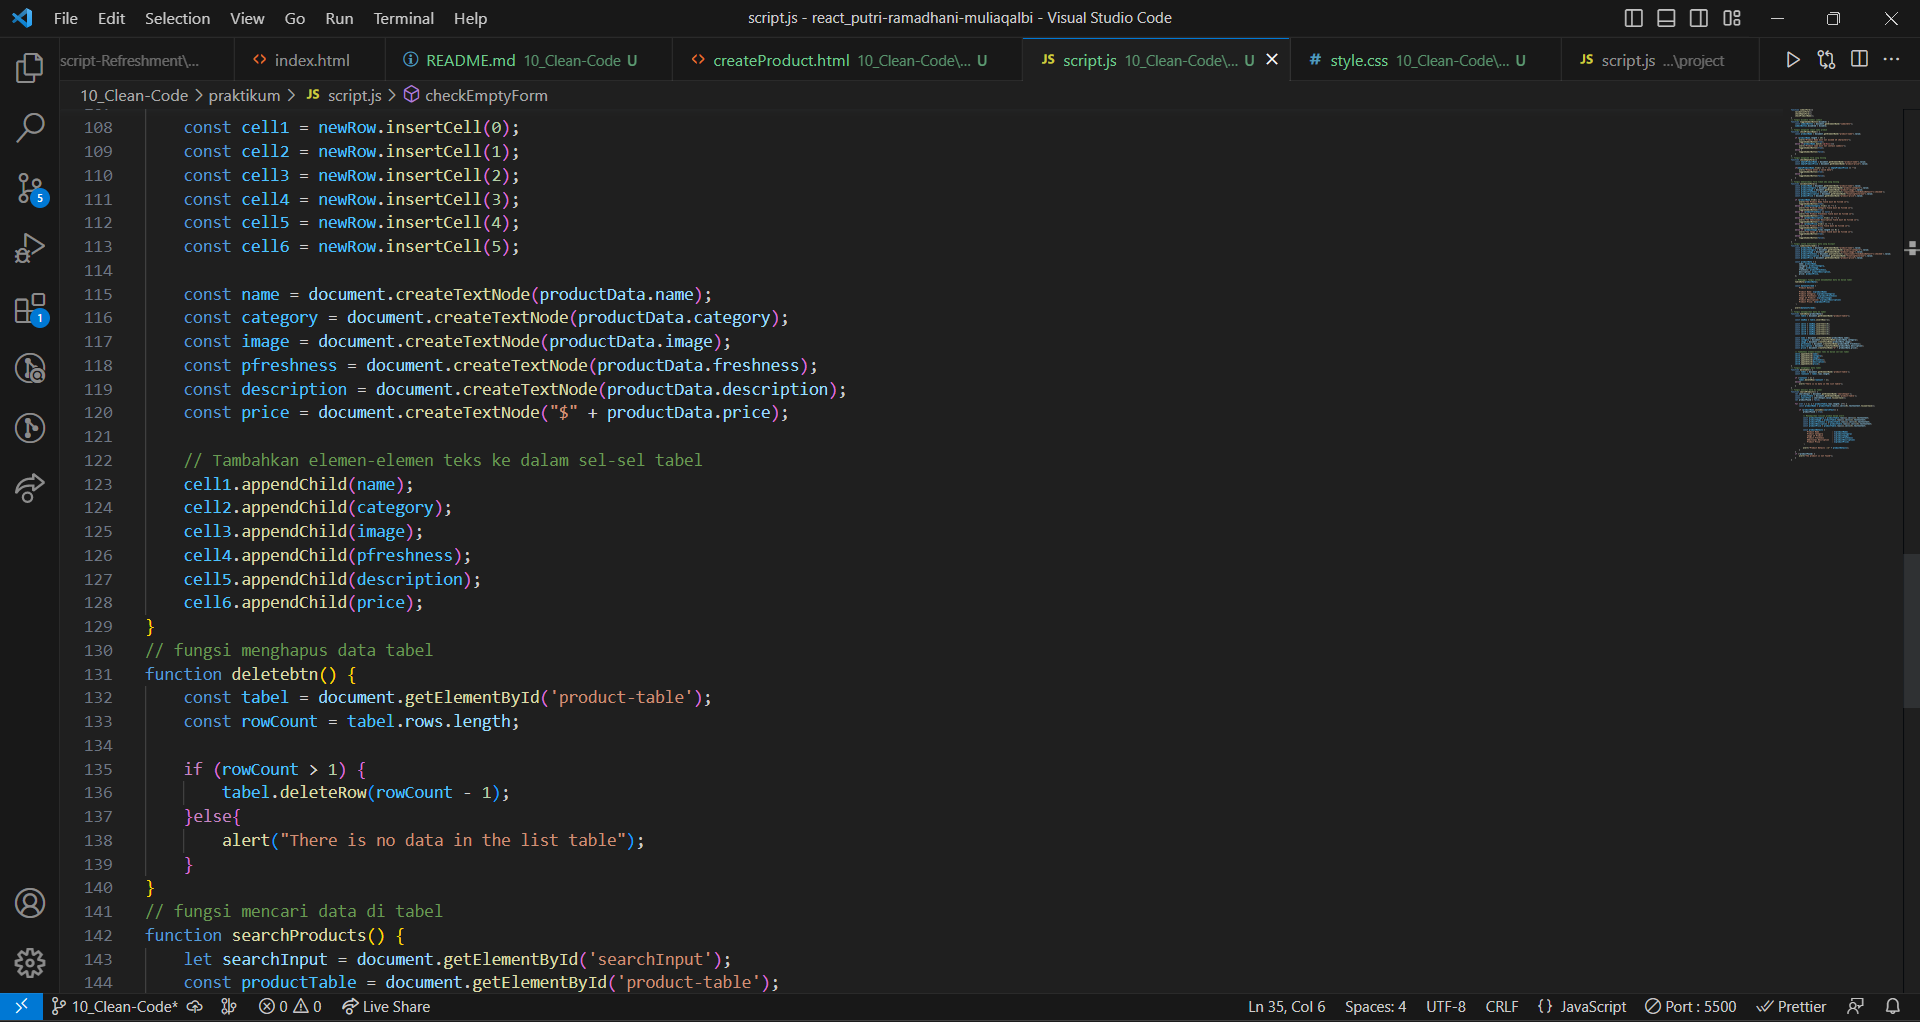 File Edit Selection View Go Run Terminal Help
script.js - react_putri-ramadhani-muliaqalbi - Visual Studio Code
script-Refreshment\...
<> index.html
README.md 10_Clean-Code U
<> createProduct.html 10_Clean-Code\... U
JS script.js 10_Clean-Code\... U
# style.css 10_Clean-Code\... U
JS script.js ...\project
10_Clean-Code > praktikum > JS script.js > checkEmptyForm
108 const cell1 = newRow.insertCell(0);
109 const cell2 = newRow.insertCell(1);
110 const cell3 = newRow.insertCell(2);
111 const cell4 = newRow.insertCell(3);
112 const cell5 = newRow.insertCell(4);
113 const cell6 = newRow.insertCell(5);
114
115 const name = document.createTextNode(productData.name);
116 const category = document.createTextNode(productData.category);
117 const image = document.createTextNode(productData.image);
118 const pfreshness = document.createTextNode(productData.freshness);
119 const description = document.createTextNode(productData.description);
120 const price = document.createTextNode("$" + productData.price);
121
122 // Tambahkan elemen-elemen teks ke dalam sel-sel tabel
123 cell1.appendChild(name);
124 cell2.appendChild(category);
125 cell3.appendChild(image);
126 cell4.appendChild(pfreshness);
127 cell5.appendChild(description);
128 cell6.appendChild(price);
129 }
130 // fungsi menghapus data tabel
131 function deletebtn() {
132 const tabel = document.getElementById('product-table');
133 const rowCount = tabel.rows.length;
134
135 if (rowCount > 1) {
136 tabel.deleteRow(rowCount - 1);
137 }else{
138 alert("There is no data in the list table");
139 }
140 }
141 // fungsi mencari data di tabel
142 function searchProducts() {
143 let searchInput = document.getElementById('searchInput');
144 const productTable = document.getElementById('product-table');
5
1
10_Clean-Code* 0 0 Live Share
Ln 35, Col 6 Spaces: 4 UTF-8 CRLF {} JavaScript Port : 5500 Prettier